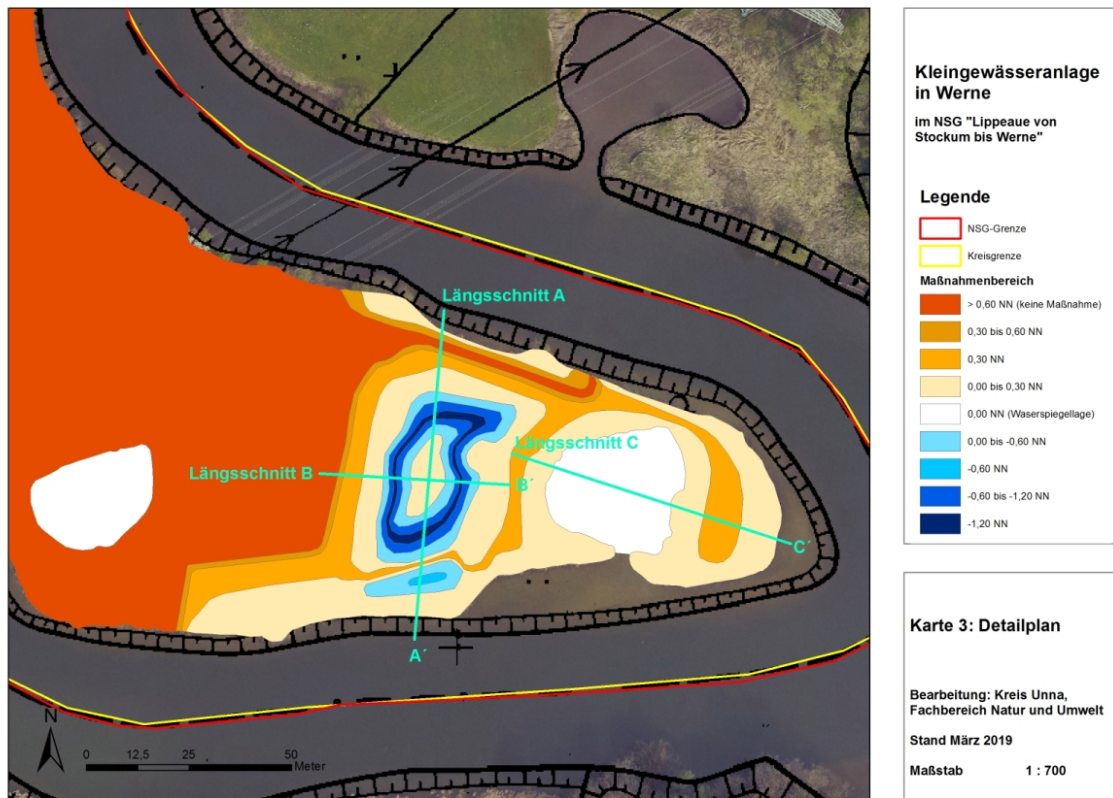 Längsschnitt A
Längsschnitt B
B´
Längsschnitt C
C´
A´
N
0 12,5 25 50
Meter
Kleingewässeranlage
in Werne
im NSG "Lippeaue von
Stockum bis Werne"
Legende
NSG-Grenze
Kreisgrenze
Maßnahmenbereich
> 0,60 NN (keine Maßnahme)
0,30 bis 0,60 NN
0,30 NN
0,00 bis 0,30 NN
0,00 NN (Waserspiegellage)
0,00 bis -0,60 NN
-0,60 NN
-0,60 bis -1,20 NN
-1,20 NN
Karte 3: Detailplan
Bearbeitung: Kreis Unna,
Fachbereich Natur und Umwelt
Stand März 2019
Maßstab 1 : 700